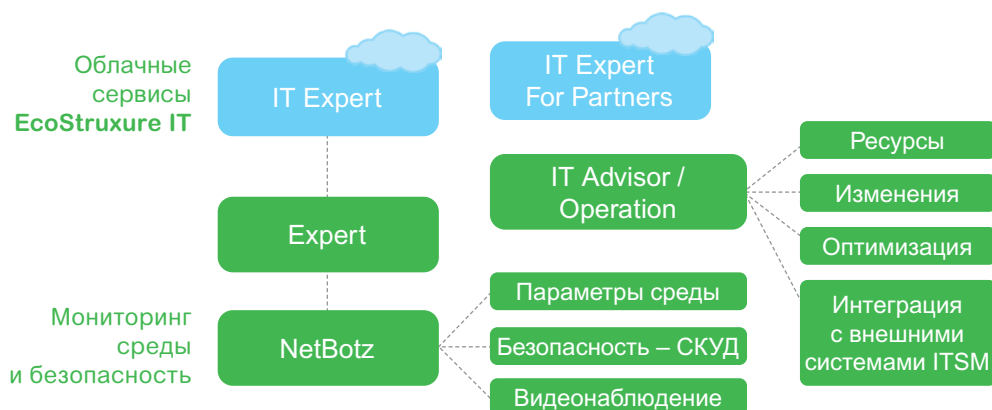 Облачные
сервисы
EcoStruxure IT
IT Expert
IT Expert
For Partners
IT Advisor /
Operation
Ресурсы
Изменения
Оптимизация
Интеграция
с внешними
системами ITSM
Expert
Мониторинг
среды
и безопасность
NetBotz
Параметры среды
Безопасность – СКУД
Видеонаблюдение